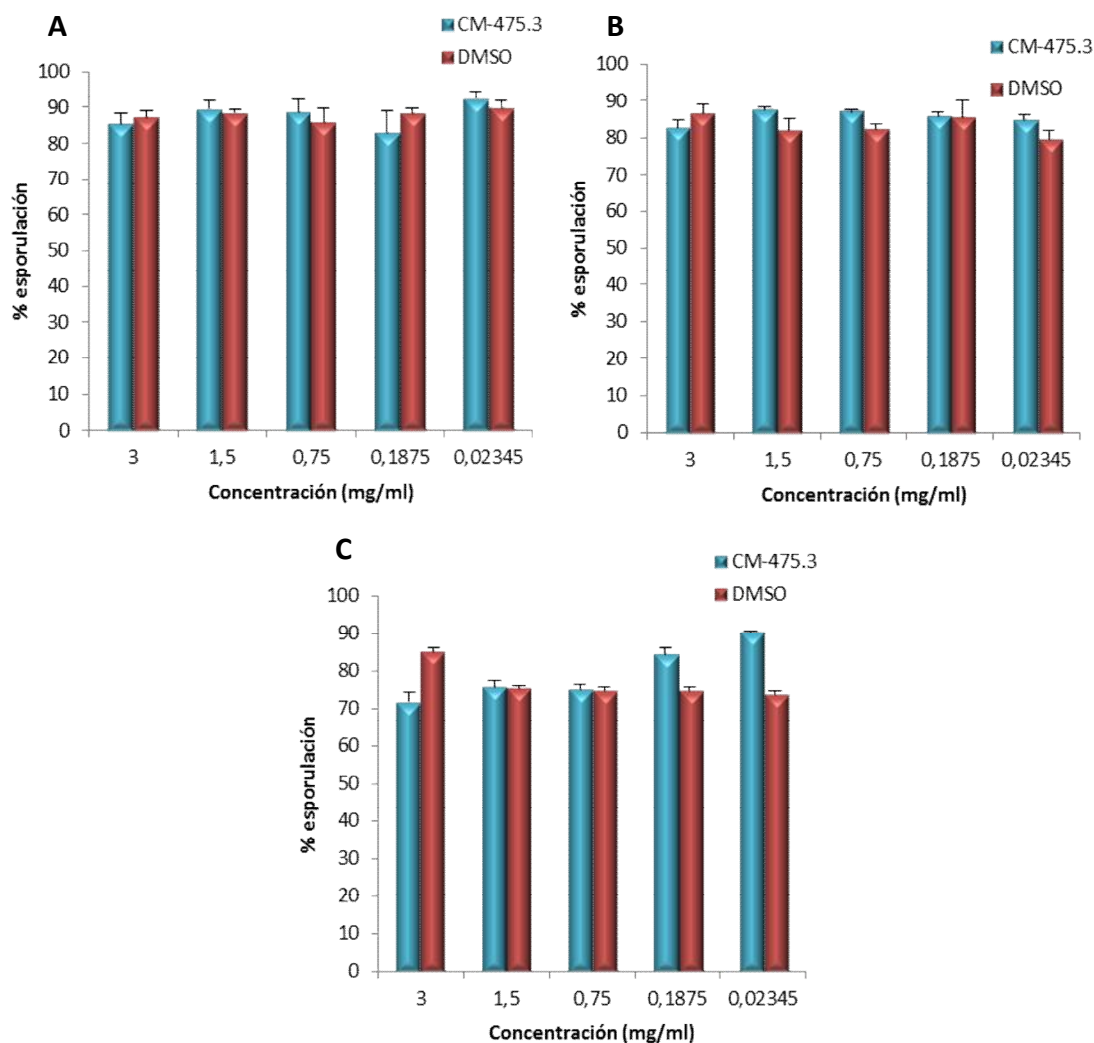 A
CM-475.3
DMSO
100
90
80
70
60
50
40
30
20
10
0
% esporulación
3 1,5 0,75 0,1875 0,02345
Concentración (mg/ml)
B
CM-475.3
DMSO
100
90
80
70
60
50
40
30
20
10
0
% esporulación
3 1,5 0,75 0,1875 0,02345
Concentración (mg/ml)
C
CM-475.3
DMSO
100
90
80
70
60
50
40
30
20
10
0
% esporulación
3 1,5 0,75 0,1875 0,02345
Concentración (mg/ml)